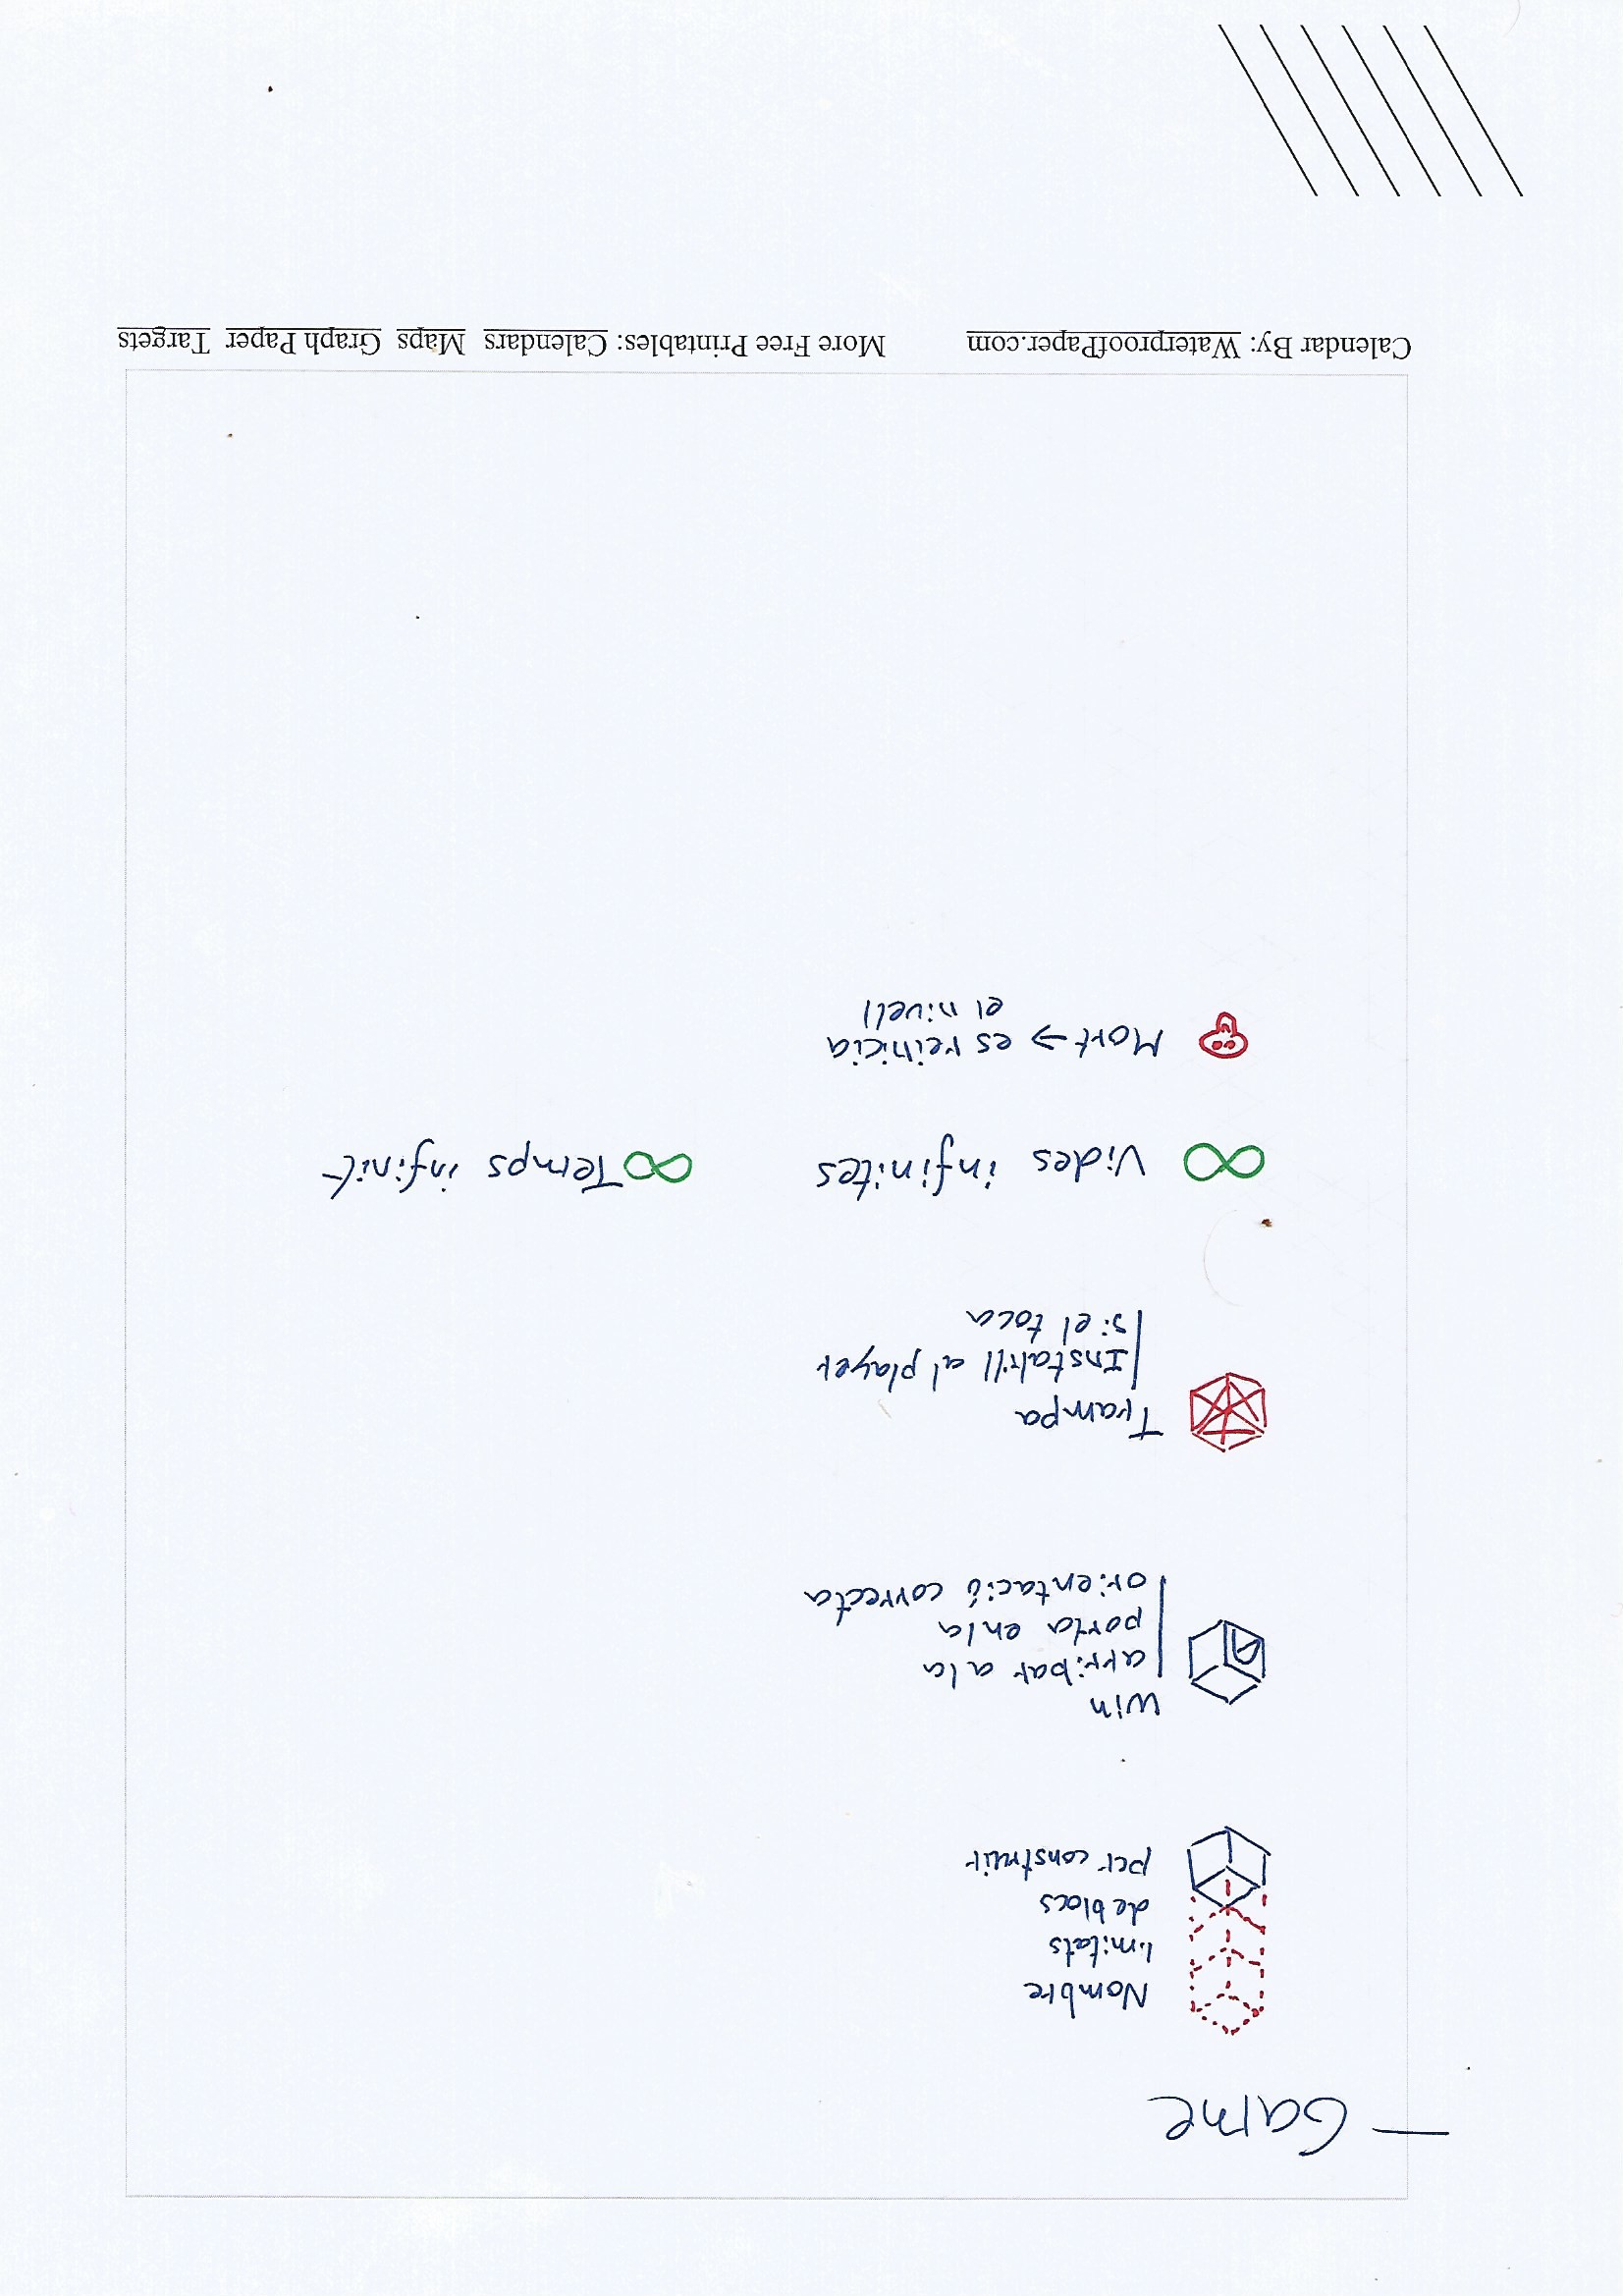 — Game
Nombre
limitats
de blocs
per construir
Win
arribar a la
porta en la
orientació correcta
Trampa
Instakill al player
si el toca
∞ Vides infinites
∞ Temps infinit
Mort → es reinicia
el nivell
Calendar By: WaterproofPaper.com
More Free Printables: Calendars Maps Graph Paper Targets